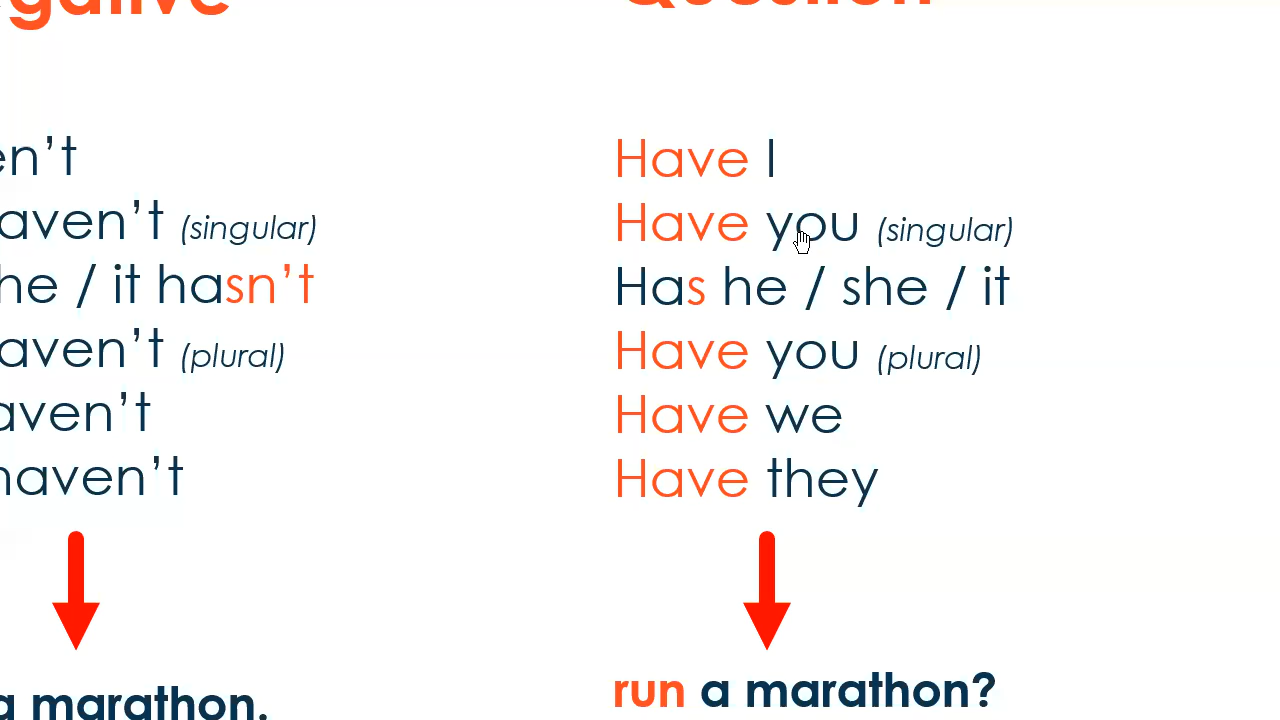 Question
en't
aven't (singular)
he / it hasn't
aven't (plural)
aven't
haven't
a marathon.
Have I
Have you (singular)
Has he / she / it
Have you (plural)
Have we
Have they
run a marathon?